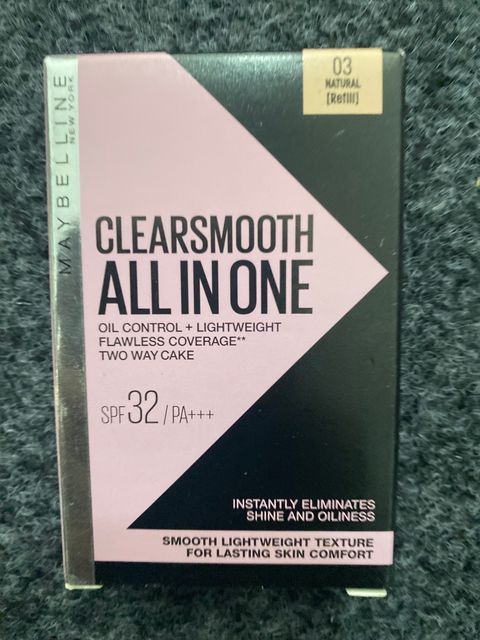 MAYBELLINE
NEW YORK
03
NATURAL
[Refill]
CLEARSMOOTH
ALL IN ONE
OIL CONTROL + LIGHTWEIGHT
FLAWLESS COVERAGE**
TWO WAY CAKE
SPF 32 / PA+++
INSTANTLY ELIMINATES
SHINE AND OILINESS
SMOOTH LIGHTWEIGHT TEXTURE
FOR LASTING SKIN COMFORT